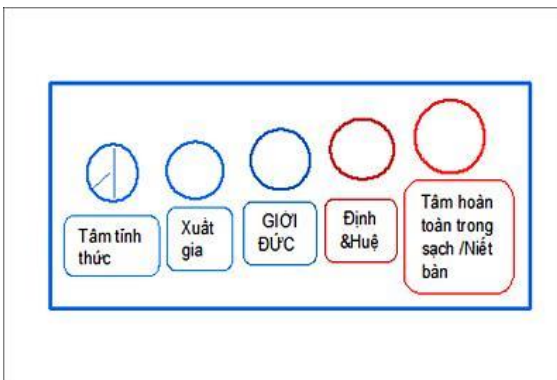 Tâm tỉnh
thức
Xuất
gia
GIỚI
ĐỨC
Định
&Huệ
Tâm hoàn
toàn trong
sạch /Niết
bàn